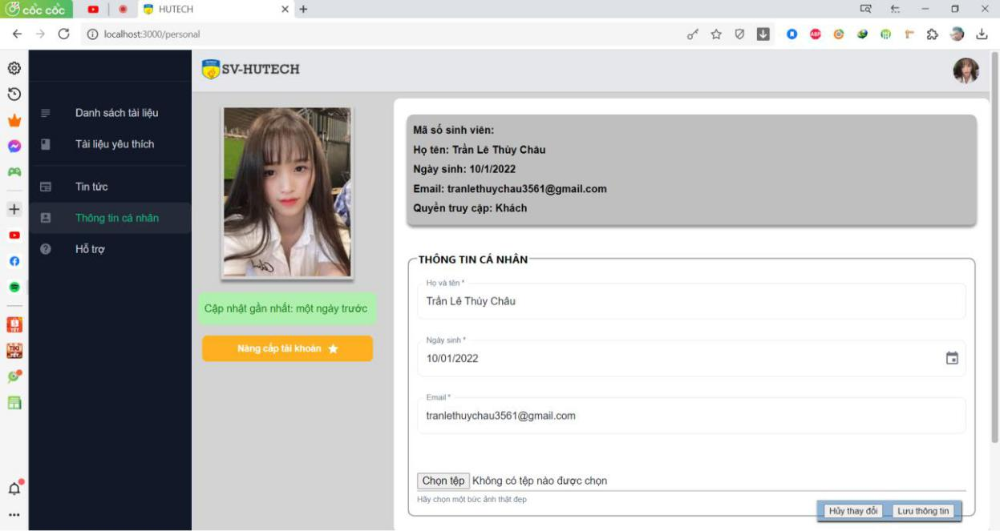 cốc cốc
HUTECH
localhost:3000/personal
SV-HUTECH
Danh sách tài liệu
Tài liệu yêu thích
Tin tức
Thông tin cá nhân
Hỗ trợ
Cập nhật gần nhất: một ngày trước
Nâng cấp tài khoản
Mã số sinh viên:
Họ tên: Trần Lê Thùy Châu
Ngày sinh: 10/1/2022
Email: tranlethuychau3561@gmail.com
Quyền truy cập: Khách
THÔNG TIN CÁ NHÂN
Họ và tên *
Trần Lê Thùy Châu
Ngày sinh *
10/01/2022
Email *
tranlethuychau3561@gmail.com
Chọn tệp Không có tệp nào được chọn
Hãy chọn một bức ảnh thật đẹp
Hủy thay đổi Lưu thông tin